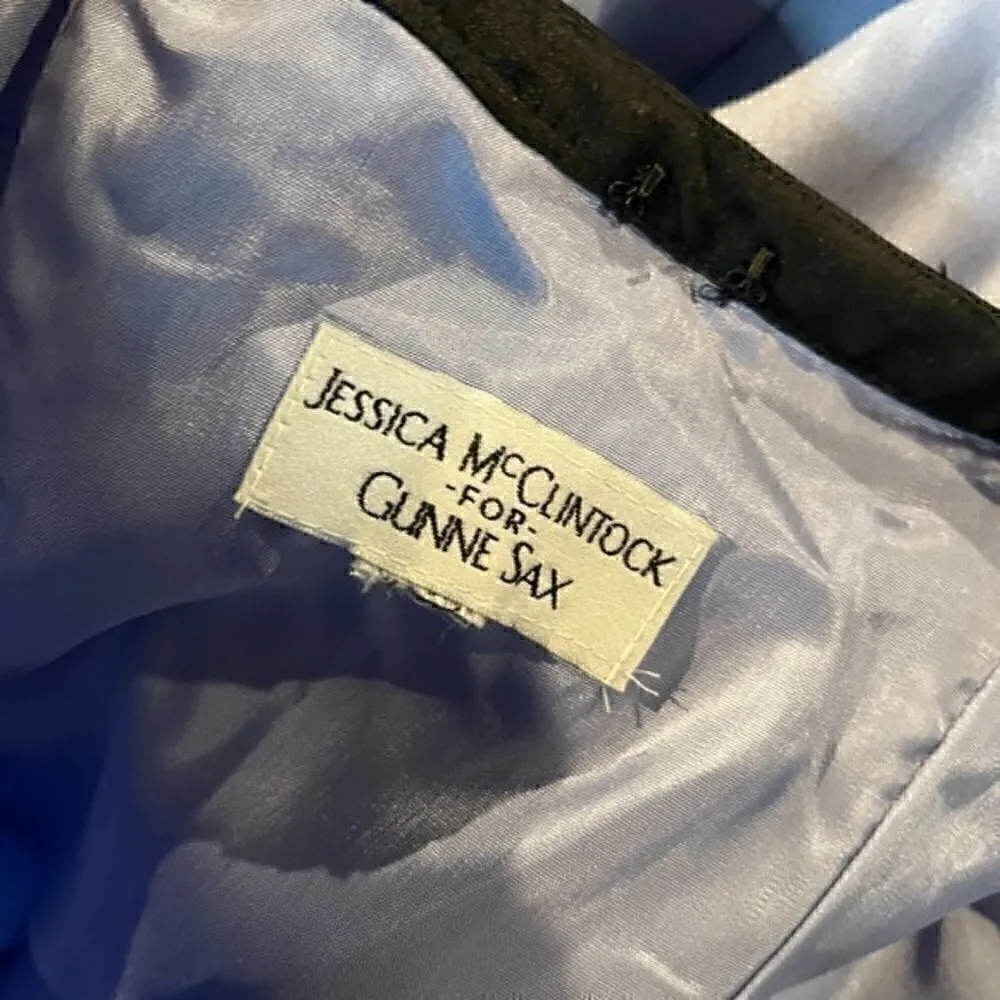 JESSICA McCLINTOCK
-FOR-
GUNNE SAX